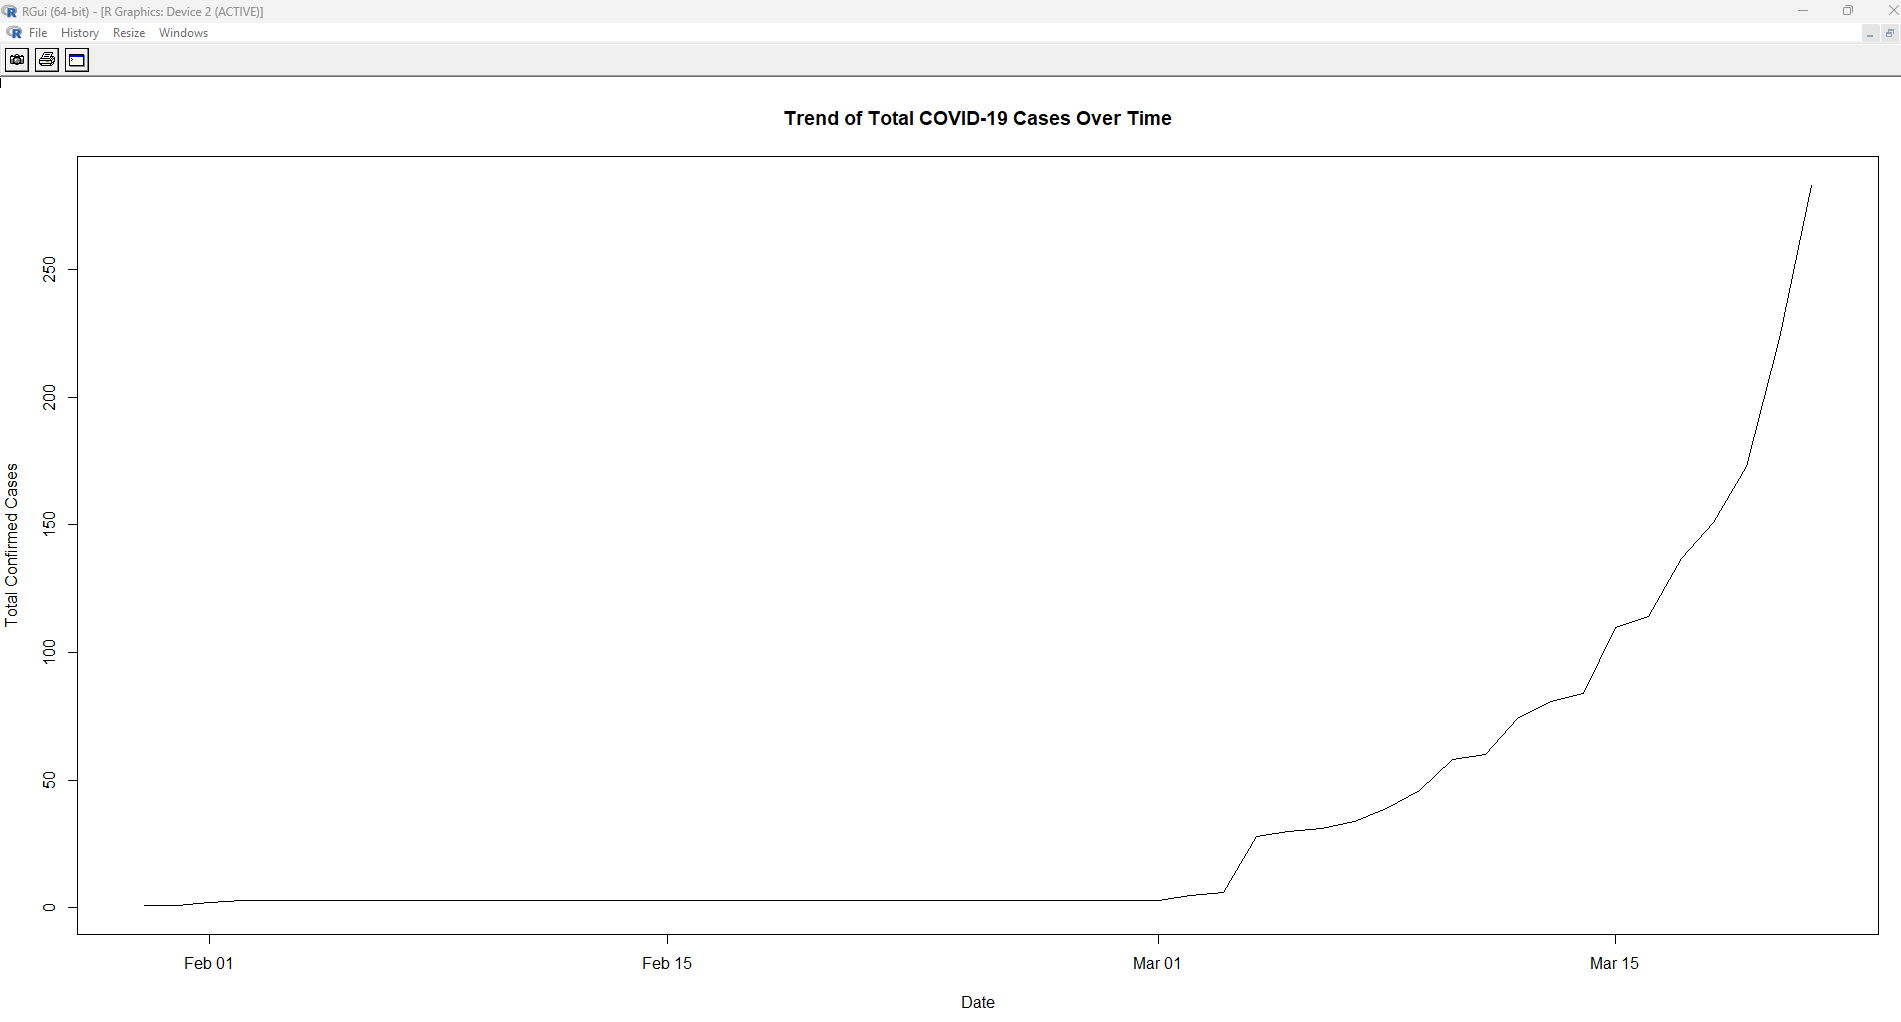 RGui (64-bit) - [R Graphics: Device 2 (ACTIVE)]
File History Resize Windows
Trend of Total COVID-19 Cases Over Time
Total Confirmed Cases
250
200
150
100
50
0
Feb 01 Feb 15 Mar 01 Mar 15
Date